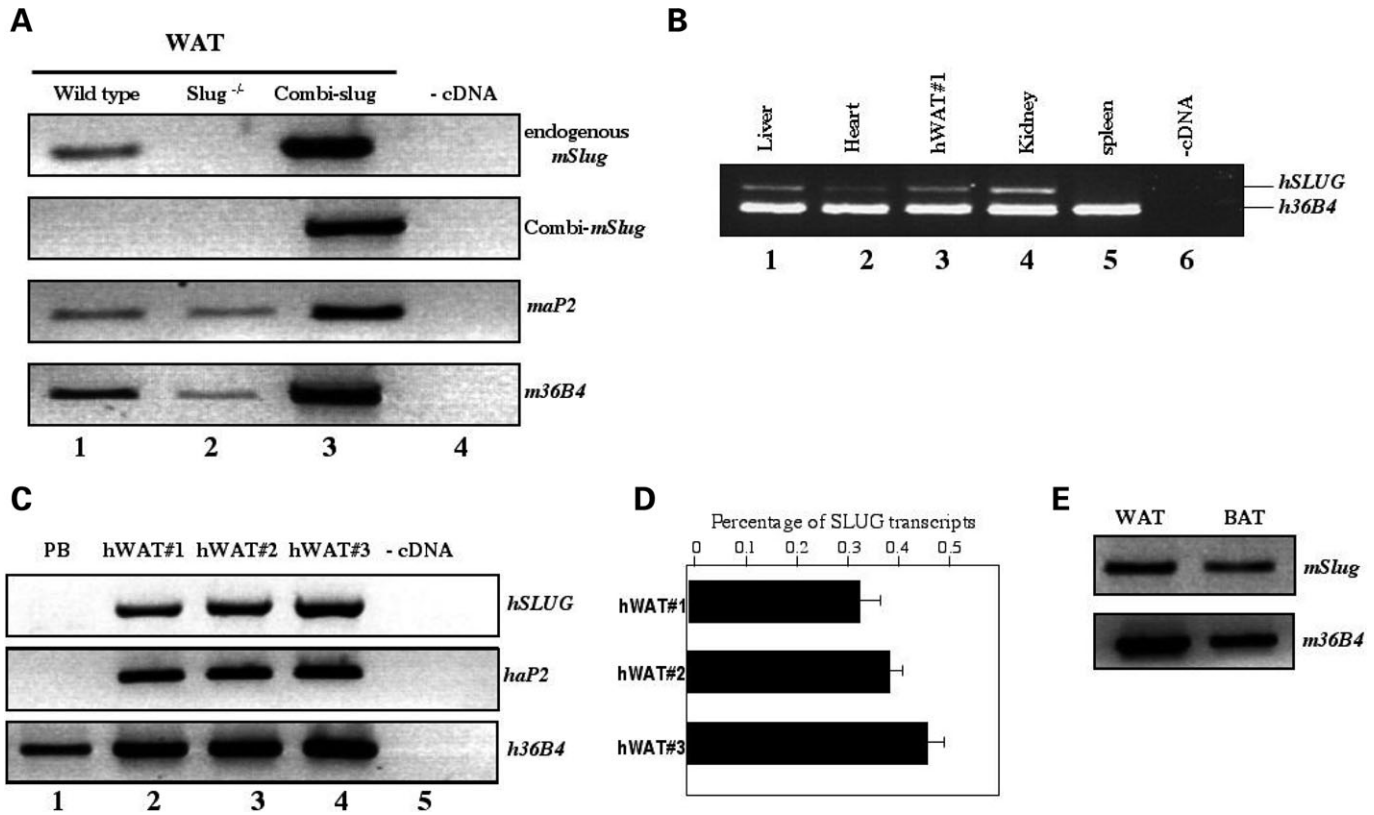 A
WAT
Wild type Slug -/- Combi-slug - cDNA
endogenous
mSlug
Combi-mSlug
maP2
m36B4
1 2 3 4
B
Liver Heart hWAT#1 Kidney spleen -cDNA
hSLUG
h36B4
1 2 3 4 5 6
C
PB hWAT#1 hWAT#2 hWAT#3 - cDNA
hSLUG
haP2
h36B4
1 2 3 4 5
D
Percentage of SLUG transcripts
0 0.1 0.2 0.3 0.4 0.5
hWAT#1
hWAT#2
hWAT#3
E
WAT BAT
mSlug
m36B4